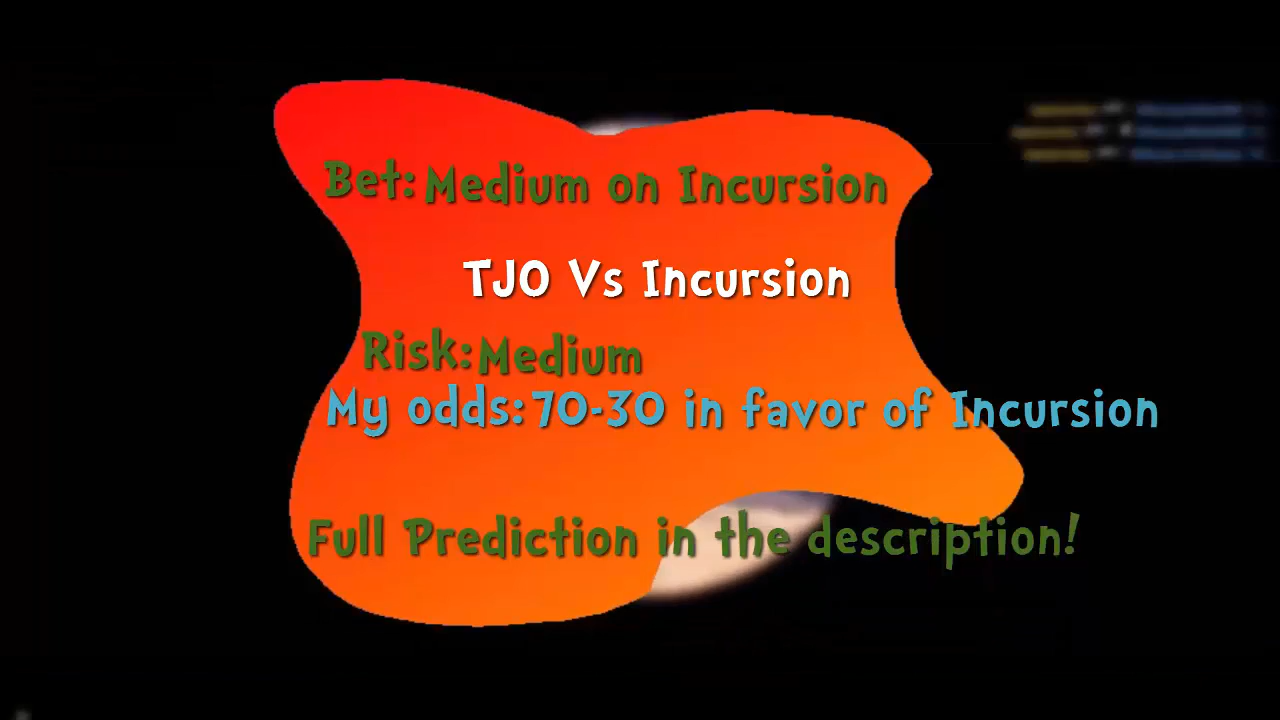 Bet: Medium on Incursion
TJO Vs Incursion
Risk: Medium
My odds: 70-30 in favor of Incursion
Full Prediction in the description!